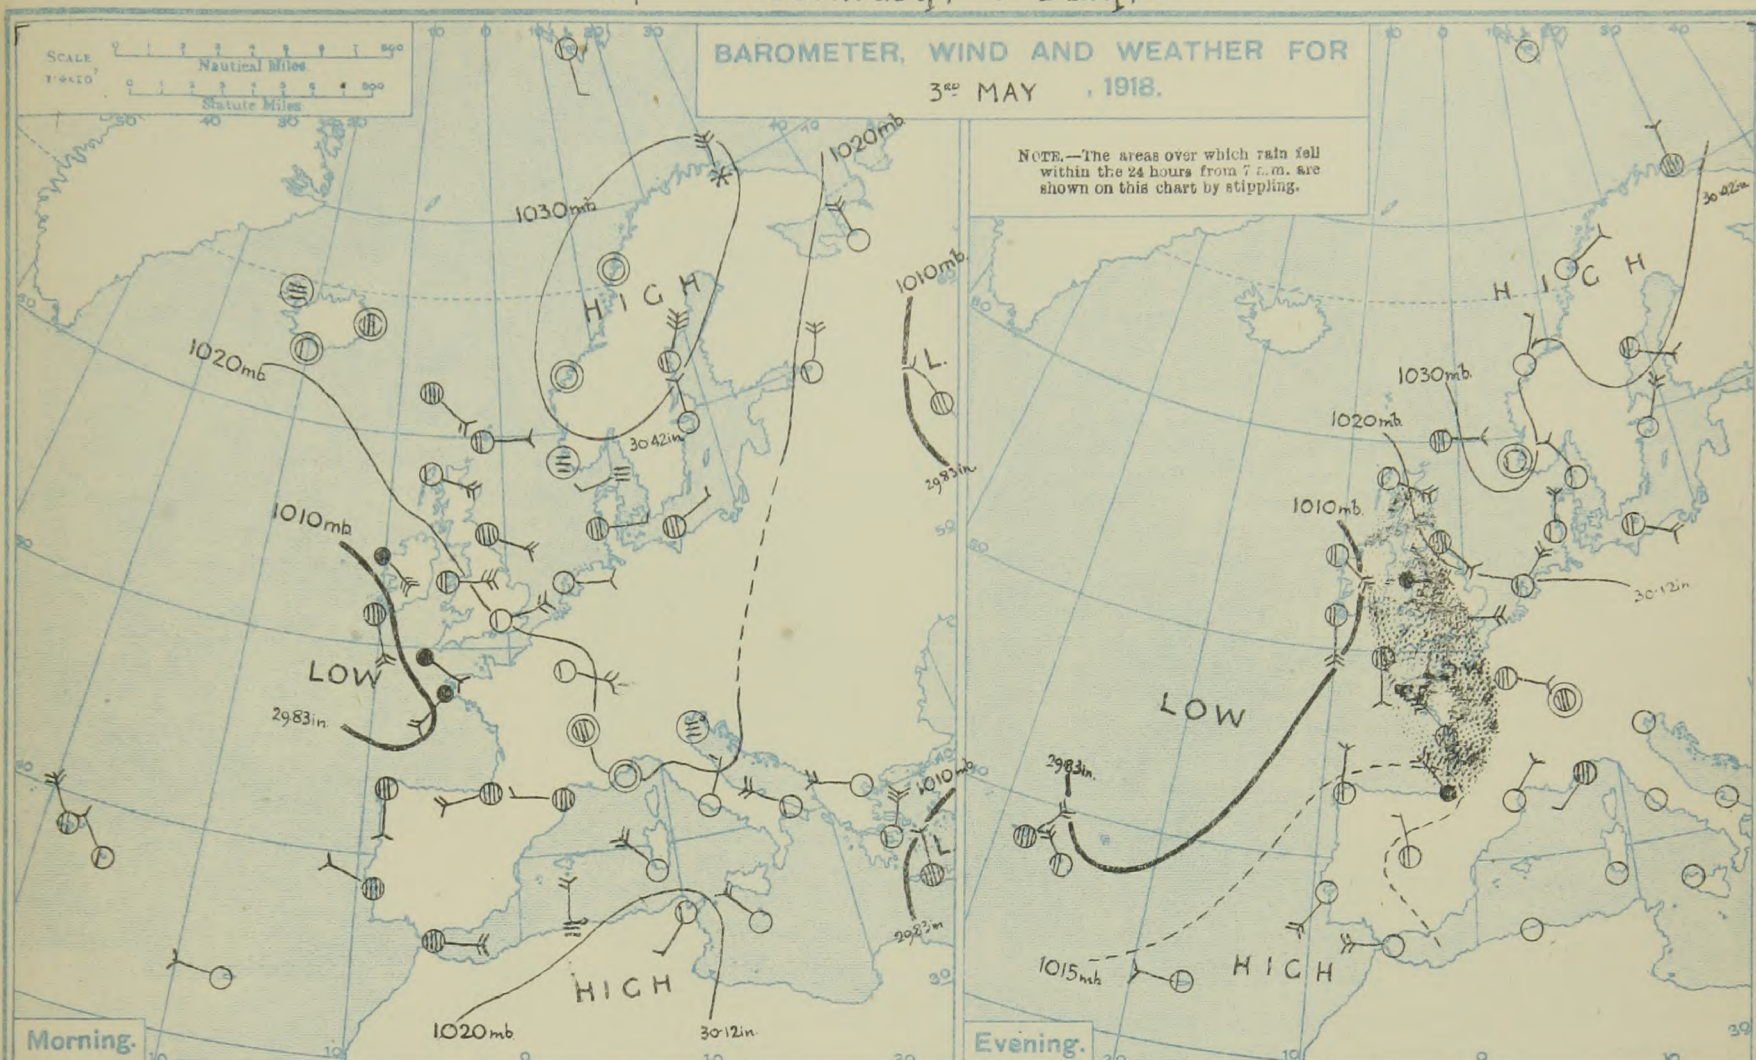 SCALE
Nautical Miles.
Statute Miles
BAROMETER, WIND AND WEATHER FOR
3RD MAY , 1918.
NOTE.—The areas over which rain fell
within the 24 hours from 7 a.m. are
shown on this chart by stippling.
1020mb.
1030mb.
HIGH
1010mb.
L.
1020mb.
30·42in.
29·83in.
1010mb.
LOW
29·83in.
1010mb.
L.
29·83in.
HIGH
1020mb.
30·12in.
Morning.
30·42in.
HIGH
1030mb.
1020mb.
1010mb.
30·12in.
LOW
29·83in.
1015mb.
HIGH
Evening.